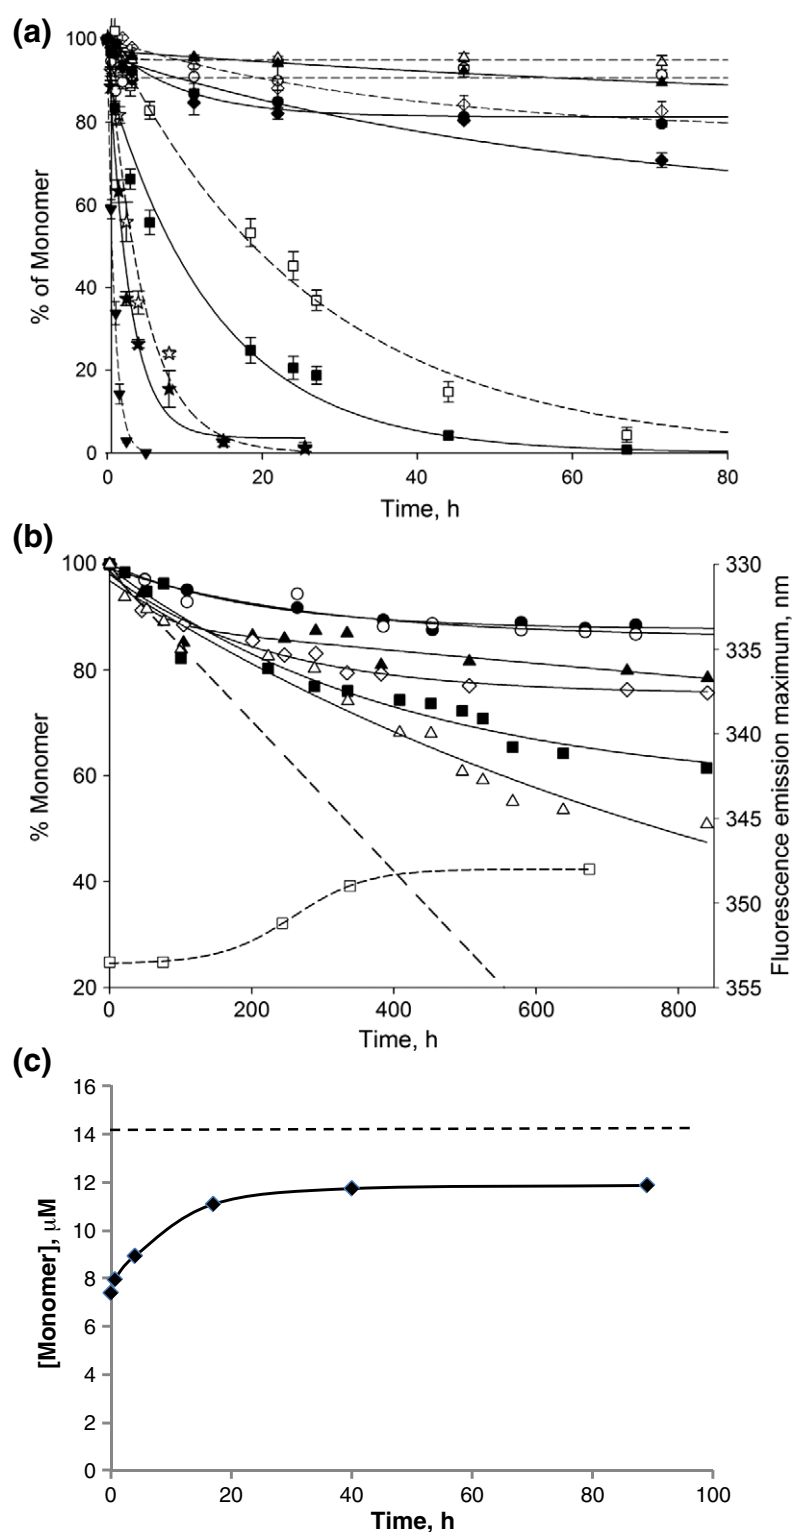 (a)
100
80
60
40
20
0
% of Monomer
0 20 40 60 80
Time, h
(b)
100
80
60
40
20
% Monomer
330
335
340
345
350
355
Fluorescence emission maximum, nm
0 200 400 600 800
Time, h
(c)
16
14
12
10
8
6
4
2
0
[Monomer], μM
0 20 40 60 80 100
Time, h